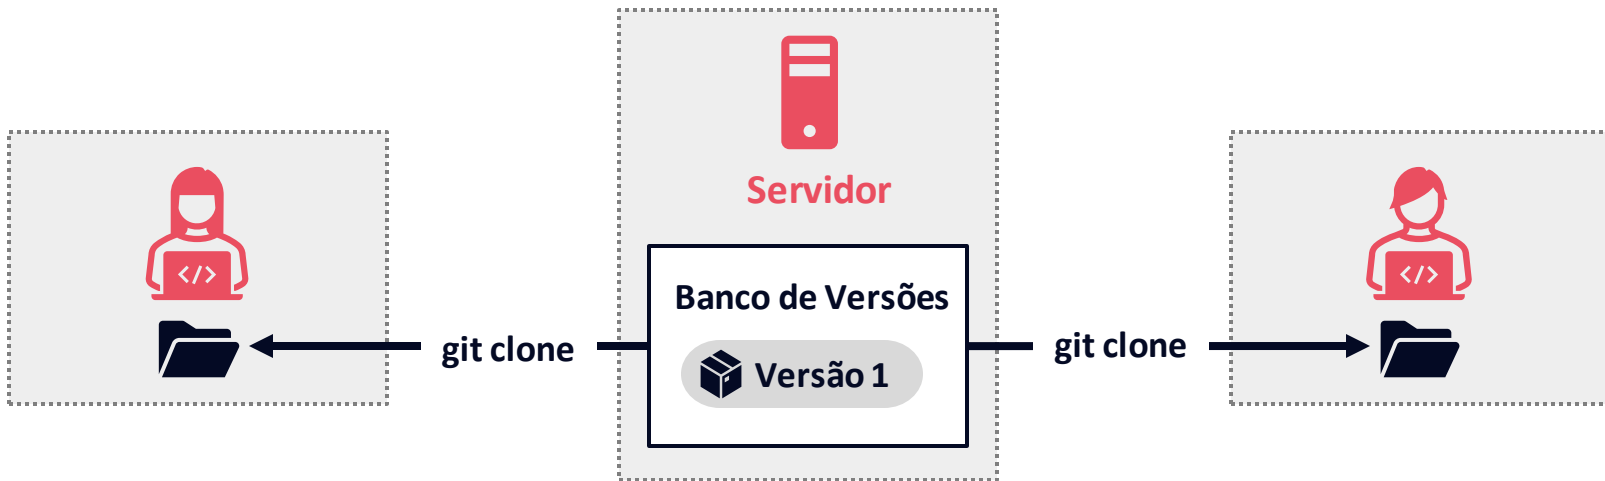 Servidor
Banco de Versões
git clone
Versão 1
git clone
</>
</>